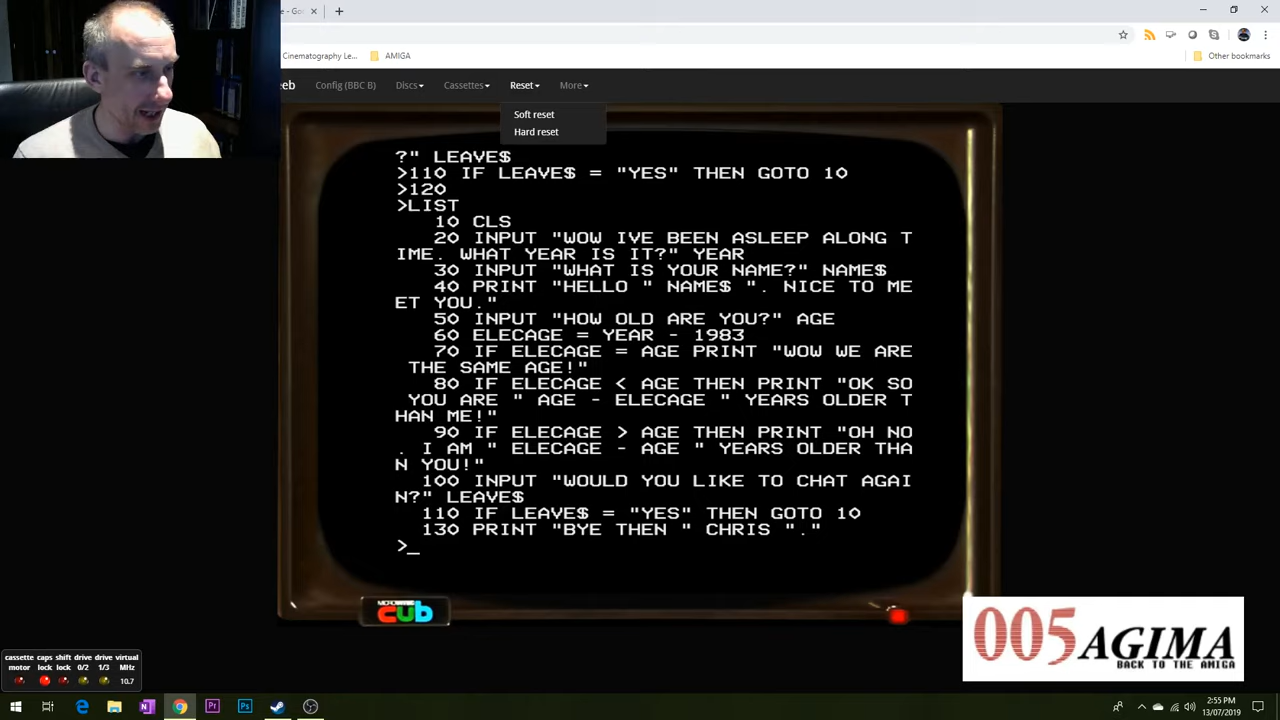 e - Go
Cinematography Le...
AMIGA
Other bookmarks
eeb
Config (BBC B)
Discs
Cassettes
Reset
More
Soft reset
Hard reset
?" LEAVE$
>110 IF LEAVE$ = "YES" THEN GOTO 10
>120
>LIST
10 CLS
20 INPUT "WOW IVE BEEN ASLEEP ALONG T
IME. WHAT YEAR IS IT?" YEAR
30 INPUT "WHAT IS YOUR NAME?" NAME$
40 PRINT "HELLO " NAME$ ". NICE TO ME
ET YOU."
50 INPUT "HOW OLD ARE YOU?" AGE
60 ELECAGE = YEAR - 1983
70 IF ELECAGE = AGE PRINT "WOW WE ARE
THE SAME AGE!"
80 IF ELECAGE < AGE THEN PRINT "OK SO
YOU ARE " AGE - ELECAGE " YEARS OLDER T
HAN ME!"
90 IF ELECAGE > AGE THEN PRINT "OH NO
. I AM " ELECAGE - AGE " YEARS OLDER THA
N YOU!"
100 INPUT "WOULD YOU LIKE TO CHAT AGAI
N?" LEAVE$
110 IF LEAVE$ = "YES" THEN GOTO 10
130 PRINT "BYE THEN " CHRIS "."
>_
MICROVITEC
cub
005AGIMA
BACK TO THE AMIGA
cassette motor
caps lock
shift lock
drive 0/2
drive 1/3
virtual MHz
10.7
2:55 PM
13/07/2019